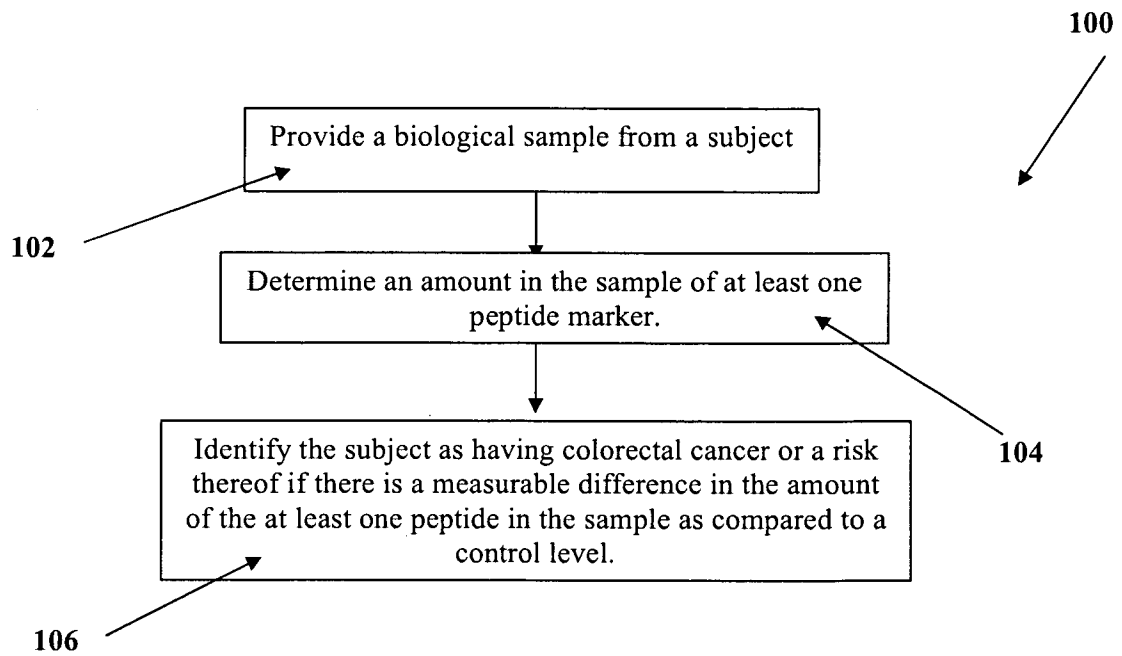 100
Provide a biological sample from a subject
102
Determine an amount in the sample of at least one
peptide marker.
104
Identify the subject as having colorectal cancer or a risk
thereof if there is a measurable difference in the amount
of the at least one peptide in the sample as compared to a
control level.
106